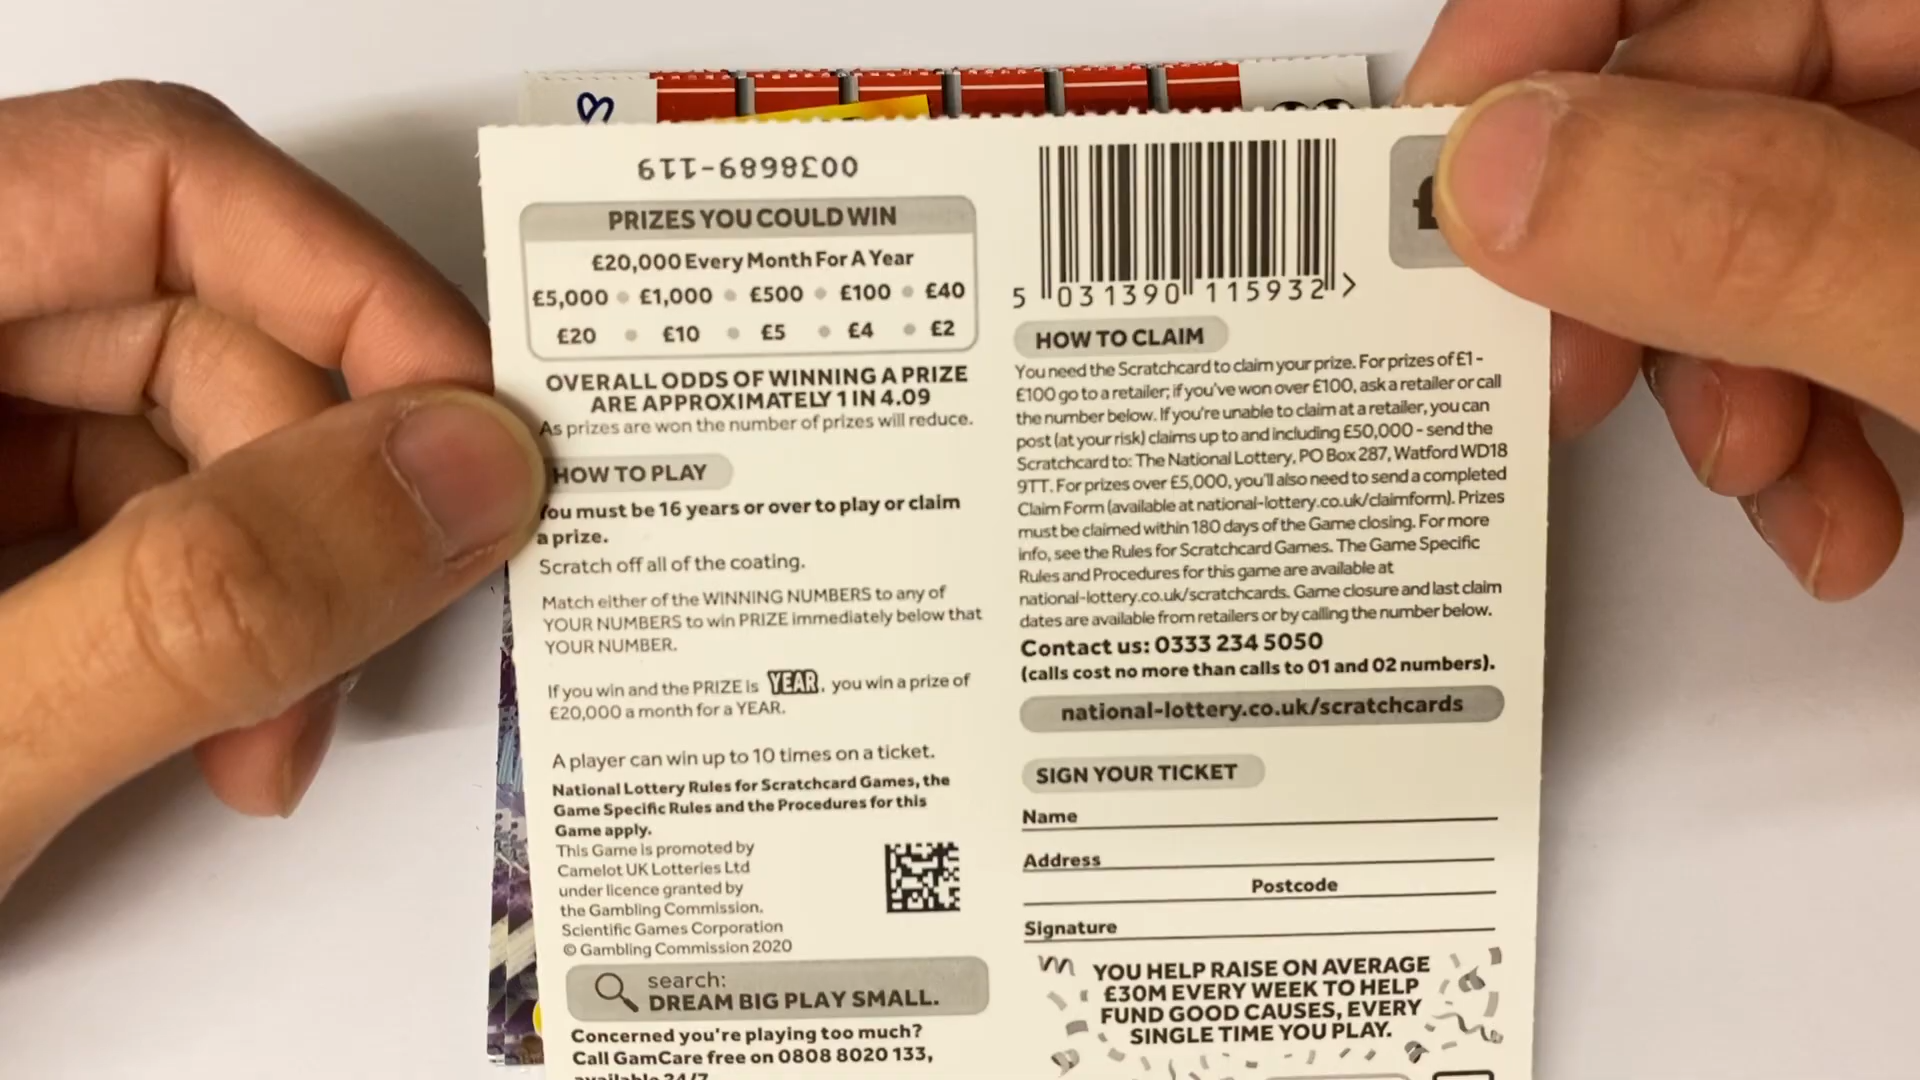 0038689-119
PRIZES YOU COULD WIN
£20,000 Every Month For A Year
£5,000 • £1,000 • £500 • £100 • £40
£20 • £10 • £5 • £4 • £2
OVERALL ODDS OF WINNING A PRIZE
ARE APPROXIMATELY 1 IN 4.09
As prizes are won the number of prizes will reduce.
HOW TO PLAY
You must be 16 years or over to play or claim
a prize.
Scratch off all of the coating.
Match either of the WINNING NUMBERS to any of
YOUR NUMBERS to win PRIZE immediately below that
YOUR NUMBER.
If you win and the PRIZE is YEAR, you win a prize of
£20,000 a month for a YEAR.
A player can win up to 10 times on a ticket.
National Lottery Rules for Scratchcard Games, the
Game Specific Rules and the Procedures for this
Game apply.
This Game is promoted by
Camelot UK Lotteries Ltd
under licence granted by
the Gambling Commission.
Scientific Games Corporation
© Gambling Commission 2020
search:
DREAM BIG PLAY SMALL.
Concerned you're playing too much?
Call GamCare free on 0808 8020 133,
available 24/7
5 031390 115932 >
£
HOW TO CLAIM
You need the Scratchcard to claim your prize. For prizes of £1 -
£100 go to a retailer; if you've won over £100, ask a retailer or call
the number below. If you're unable to claim at a retailer, you can
post (at your risk) claims up to and including £50,000 - send the
Scratchcard to: The National Lottery, PO Box 287, Watford WD18
9TT. For prizes over £5,000, you'll also need to send a completed
Claim Form (available at national-lottery.co.uk/claimform). Prizes
must be claimed within 180 days of the Game closing. For more
info, see the Rules for Scratchcard Games. The Game Specific
Rules and Procedures for this game are available at
national-lottery.co.uk/scratchcards. Game closure and last claim
dates are available from retailers or by calling the number below.
Contact us: 0333 234 5050
(calls cost no more than calls to 01 and 02 numbers).
national-lottery.co.uk/scratchcards
SIGN YOUR TICKET
Name
Address
Postcode
Signature
YOU HELP RAISE ON AVERAGE
£30M EVERY WEEK TO HELP
FUND GOOD CAUSES, EVERY
SINGLE TIME YOU PLAY.